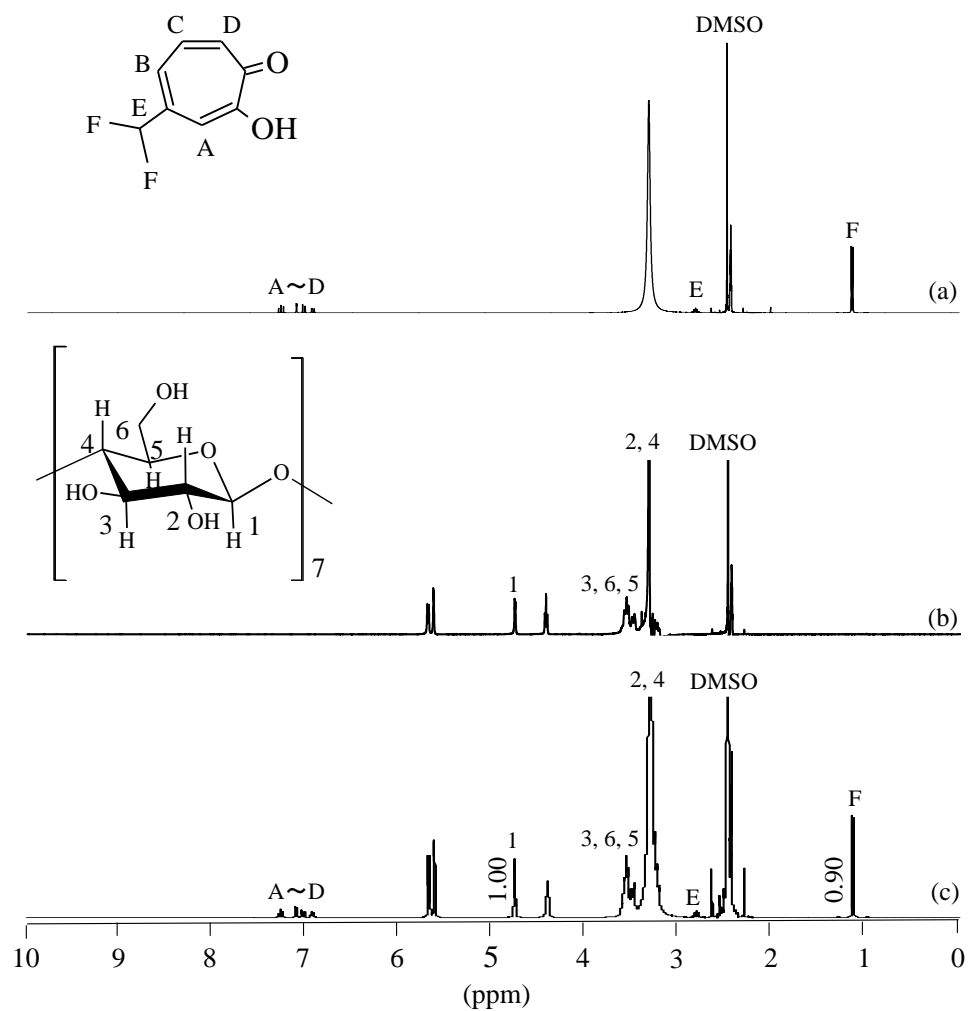 DMSO
C D
B O
E
F OH
A
F
F
A～D E (a)
OH
H
6 H 2, 4 DMSO
4 5 O
H O
HO
3 2 OH 1
H H
7
1 3, 6, 5
(b)
2, 4 DMSO
F
1 3, 6, 5
1.00 0.90
A～D E (c)
10 9 8 7 6 5 4 3 2 1 0
(ppm)